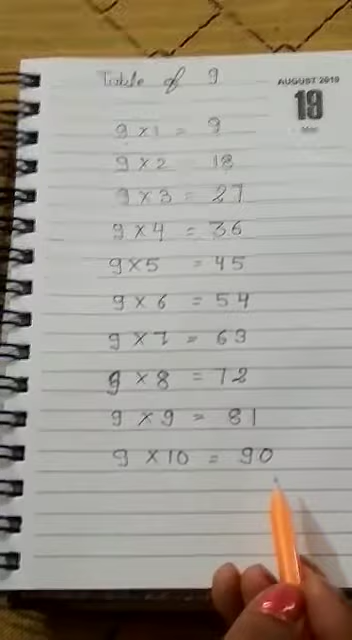 Table of 9
AUGUST 2019
19
Mon
9 × 1 = 9
9 × 2 = 18
9 × 3 = 27
9 × 4 = 36
9 × 5 = 45
9 × 6 = 54
9 × 7 = 63
9 × 8 = 72
9 × 9 = 81
9 × 10 = 90